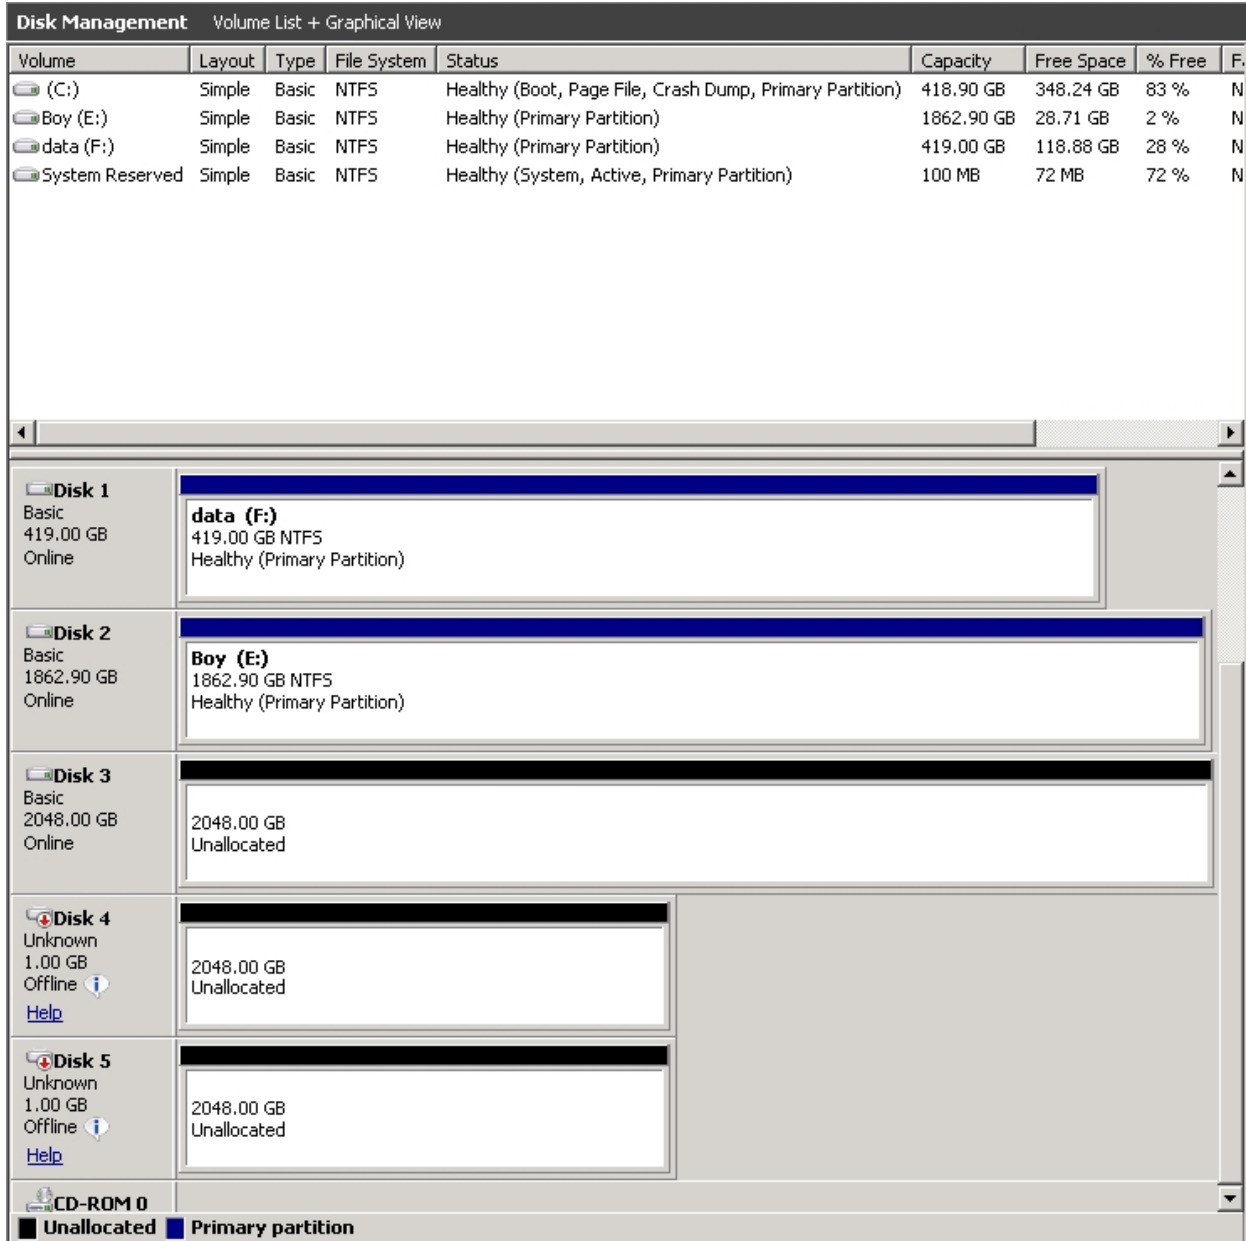 Disk Management Volume List + Graphical View
Volume Layout Type File System Status Capacity Free Space % Free F
(C:) Simple Basic NTFS Healthy (Boot, Page File, Crash Dump, Primary Partition) 418.90 GB 348.24 GB 83 % N
Boy (E:) Simple Basic NTFS Healthy (Primary Partition) 1862.90 GB 28.71 GB 2 % N
data (F:) Simple Basic NTFS Healthy (Primary Partition) 419.00 GB 118.88 GB 28 % N
System Reserved Simple Basic NTFS Healthy (System, Active, Primary Partition) 100 MB 72 MB 72 % N
Disk 1
Basic
419.00 GB
Online
data (F:)
419.00 GB NTFS
Healthy (Primary Partition)
Disk 2
Basic
1862.90 GB
Online
Boy (E:)
1862.90 GB NTFS
Healthy (Primary Partition)
Disk 3
Basic
2048.00 GB
Online
2048.00 GB
Unallocated
Disk 4
Unknown
1.00 GB
Offline
Help
2048.00 GB
Unallocated
Disk 5
Unknown
1.00 GB
Offline
Help
2048.00 GB
Unallocated
CD-ROM 0
Unallocated Primary partition